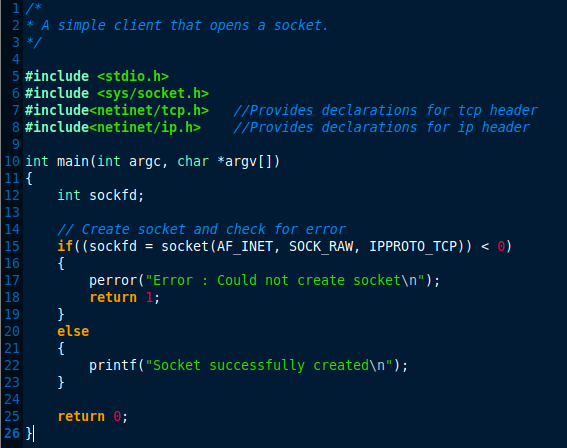 1 /*
2 * A simple client that opens a socket.
3 */
4
5 #include <stdio.h>
6 #include <sys/socket.h>
7 #include<netinet/tcp.h>   //Provides declarations for tcp header
8 #include<netinet/ip.h>    //Provides declarations for ip header
9
10 int main(int argc, char *argv[])
11 {
12     int sockfd;
13
14     // Create socket and check for error
15     if((sockfd = socket(AF_INET, SOCK_RAW, IPPROTO_TCP)) < 0)
16     {
17         perror("Error : Could not create socket\n");
18         return 1;
19     }
20     else
21     {
22         printf("Socket successfully created\n");
23     }
24
25     return 0;
26 }